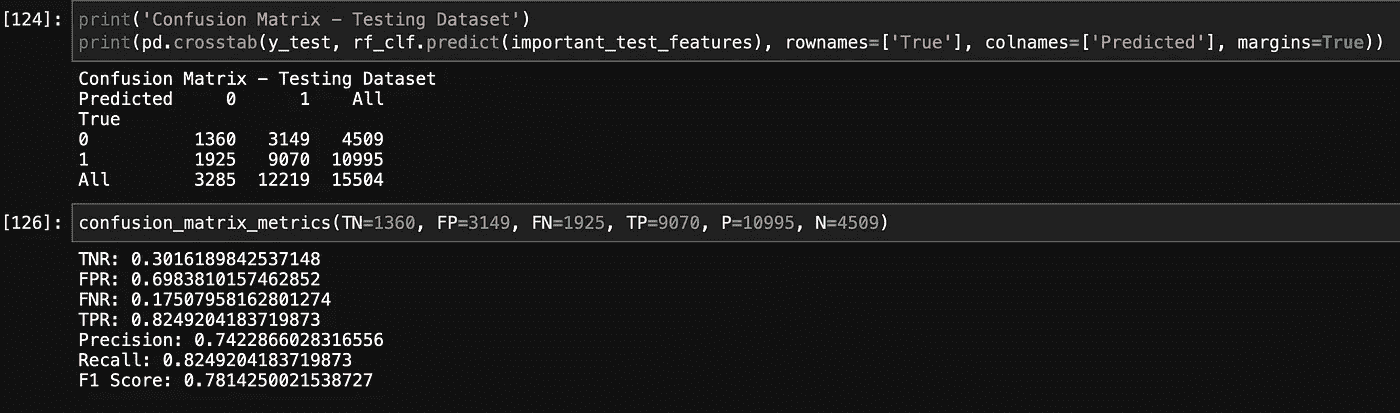 [124]: print('Confusion Matrix – Testing Dataset')
print(pd.crosstab(y_test, rf_clf.predict(important_test_features), rownames=['True'], colnames=['Predicted'], margins=True))
Confusion Matrix – Testing Dataset
Predicted 0 1 All
True
0 1360 3149 4509
1 1925 9070 10995
All 3285 12219 15504
[126]: confusion_matrix_metrics(TN=1360, FP=3149, FN=1925, TP=9070, P=10995, N=4509)
TNR: 0.3016189842537148
FPR: 0.6983810157462852
FNR: 0.17507958162801274
TPR: 0.8249204183719873
Precision: 0.7422866028316556
Recall: 0.8249204183719873
F1 Score: 0.7814250021538727